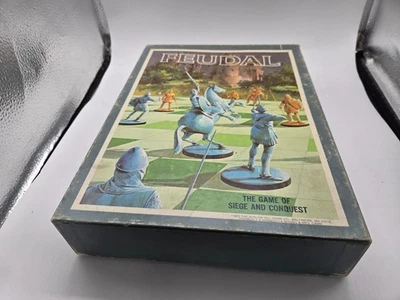 FEUDAL
THE GAME OF
SIEGE AND CONQUEST